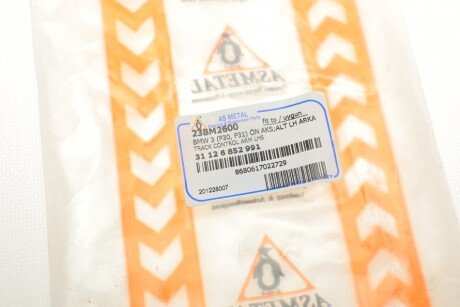 ASMETAL
AS METAL
23BM2600
fit to / uygun
BMW 3 (F30, F31) ÖN AKS;ALT LH ARKA
TRACK CONTROL ARM LHS
31 12 6 852 991
8680517022729
201228007
ASMETAL